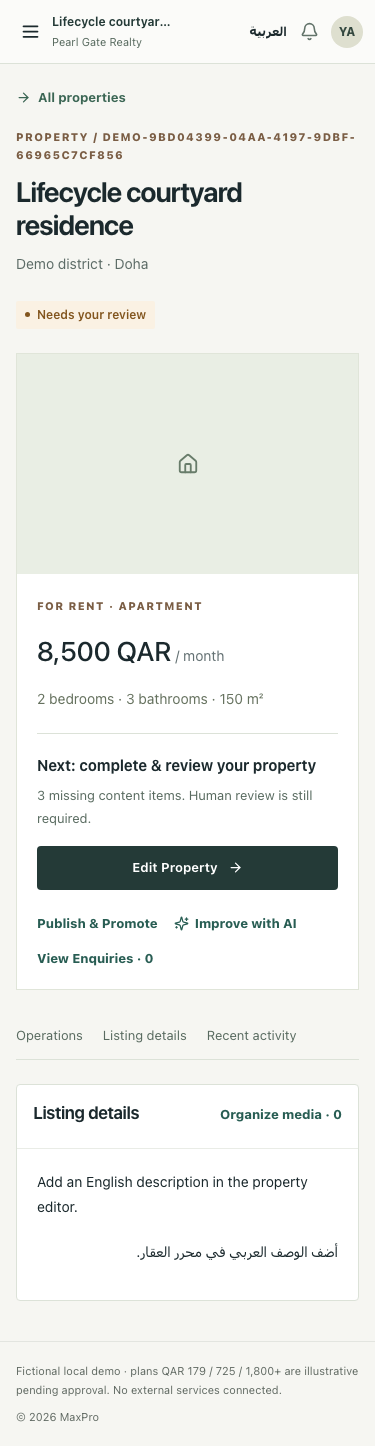 Lifecycle courtyar...
Pearl Gate Realty
العربية
YA
All properties
PROPERTY / DEMO-9BD04399-04AA-4197-9DBF-
66965C7CF856
Lifecycle courtyard
residence
Demo district · Doha
Needs your review
FOR RENT · APARTMENT
8,500 QAR / month
2 bedrooms · 3 bathrooms · 150 m²
Next: complete & review your property
3 missing content items. Human review is still
required.
Edit Property
Publish & Promote
Improve with AI
View Enquiries · 0
Operations
Listing details
Recent activity
Listing details
Organize media · 0
Add an English description in the property
editor.
أضف الوصف العربي في محرر العقار.
Fictional local demo · plans QAR 179 / 725 / 1,800+ are illustrative
pending approval. No external services connected.
© 2026 MaxPro